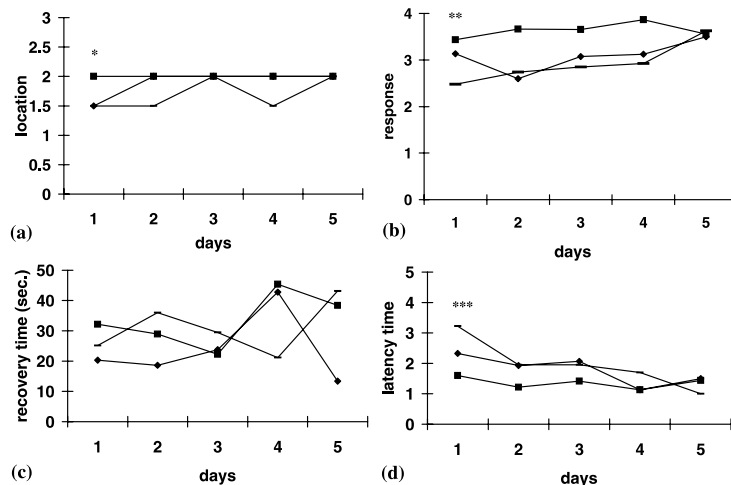 3
2.5
*
2
1.5
1
0.5
0
location
1 2 3 4 5
(a)
days
4
**
3
2
1
0
response
1 2 3 4 5
(b)
days
50
40
30
20
10
0
recovery time (sec.)
1 2 3 4 5
(c)
days
5
4
***
3
2
1
0
latency time
1 2 3 4 5
(d)
days